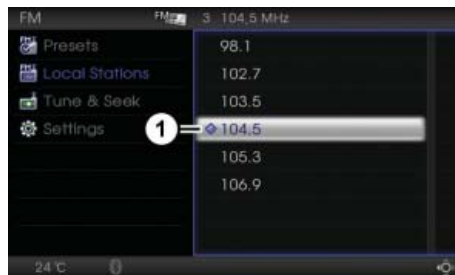 FM FM 3 104,5 MHz
Presets
Local Stations
Tune & Seek
Settings
98.1
102.7
103.5
1
104.5
105.3
106.9
24 °C